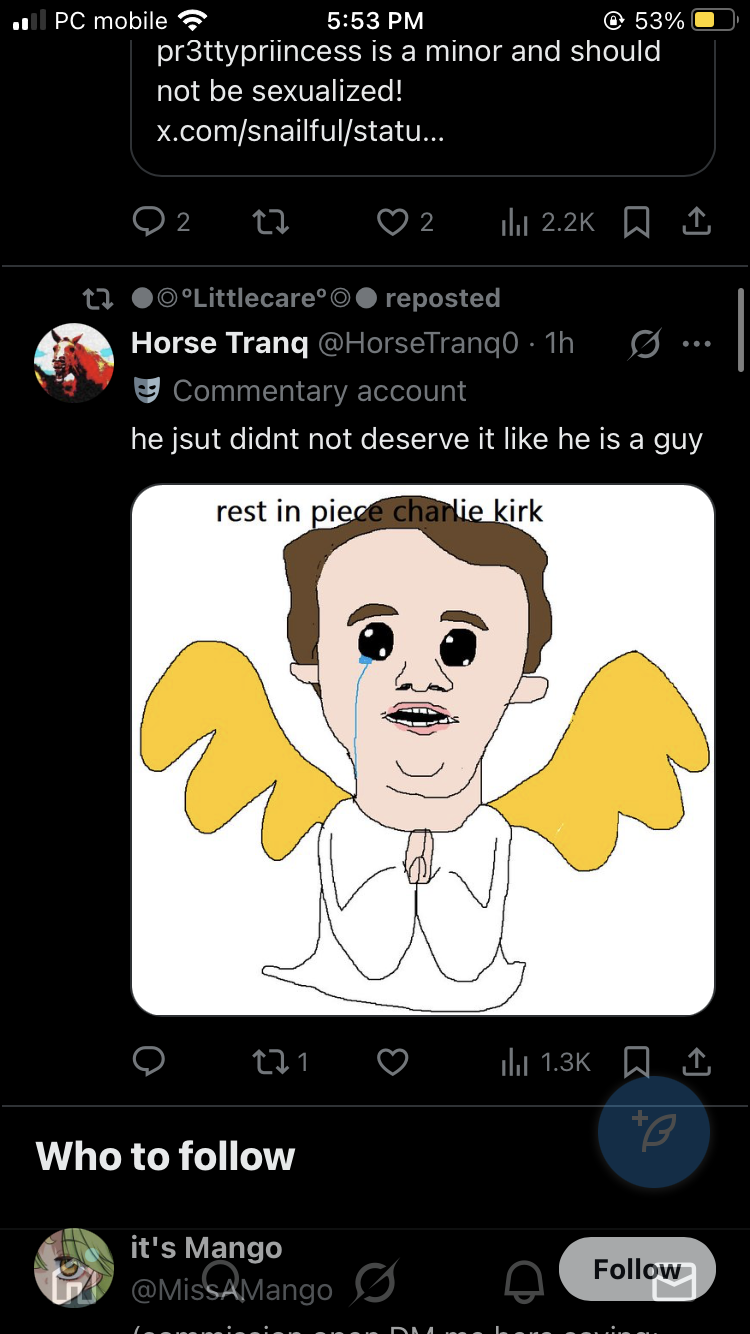 PC mobile 5:53 PM 53%
pr3ttypriincess is a minor and should
not be sexualized!
x.com/snailful/statu...
2 2 2.2K
●◎°Littlecare°◎● reposted
Horse Tranq @HorseTranq0 · 1h
🎭 Commentary account
he jsut didnt not deserve it like he is a guy
rest in piece charlie kirk
1 1.3K
Who to follow
it's Mango
@MissAMango
Follow